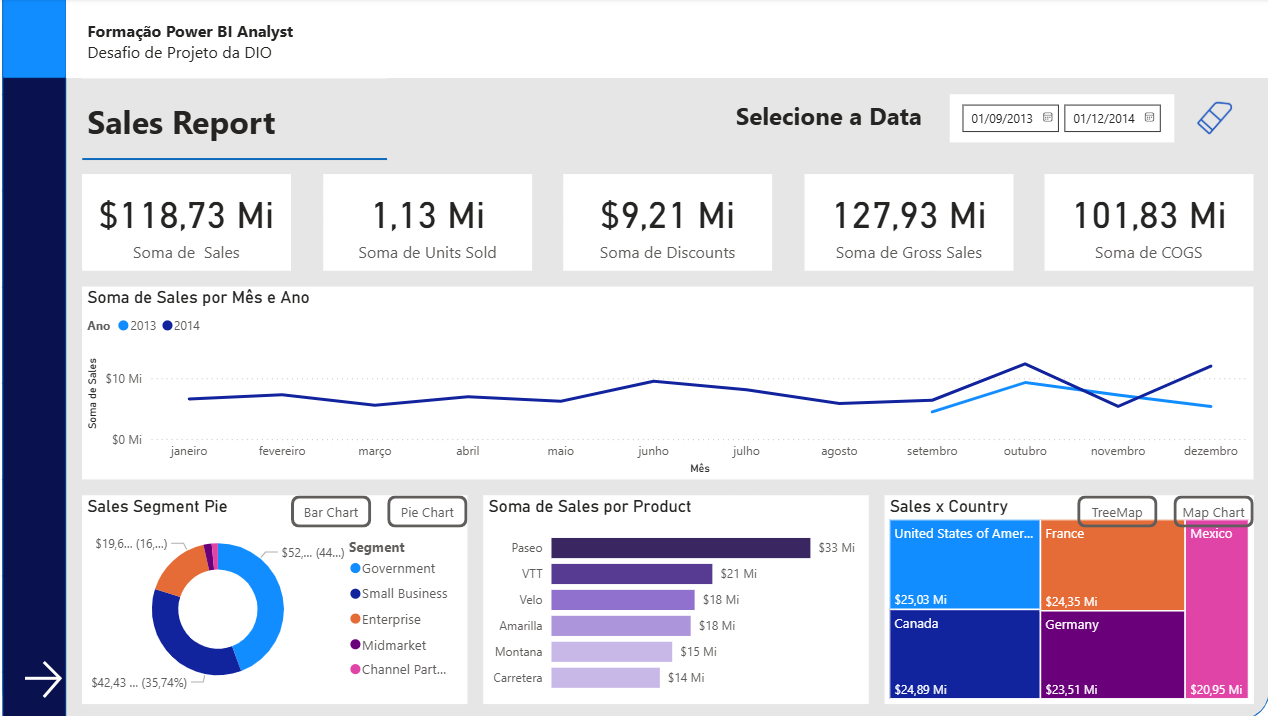 Formação Power BI Analyst
Desafio de Projeto da DIO
Sales Report
Selecione a Data
01/09/2013
01/12/2014
$118,73 Mi
Soma de Sales
1,13 Mi
Soma de Units Sold
$9,21 Mi
Soma de Discounts
127,93 Mi
Soma de Gross Sales
101,83 Mi
Soma de COGS
Soma de Sales por Mês e Ano
Ano 2013 2014
Soma de Sales
$10 Mi
$0 Mi
janeiro fevereiro março abril maio junho julho agosto setembro outubro novembro dezembro
Mês
Sales Segment Pie
Bar Chart
Pie Chart
$19,6... (16,...)
$52,... (44...)
$42,43 ... (35,74%)
Segment
Government
Small Business
Enterprise
Midmarket
Channel Part...
Soma de Sales por Product
Paseo $33 Mi
VTT $21 Mi
Velo $18 Mi
Amarilla $18 Mi
Montana $15 Mi
Carretera $14 Mi
Sales x Country
TreeMap
Map Chart
United States of Amer...
$25,03 Mi
France
$24,35 Mi
Mexico
$20,95 Mi
Canada
$24,89 Mi
Germany
$23,51 Mi